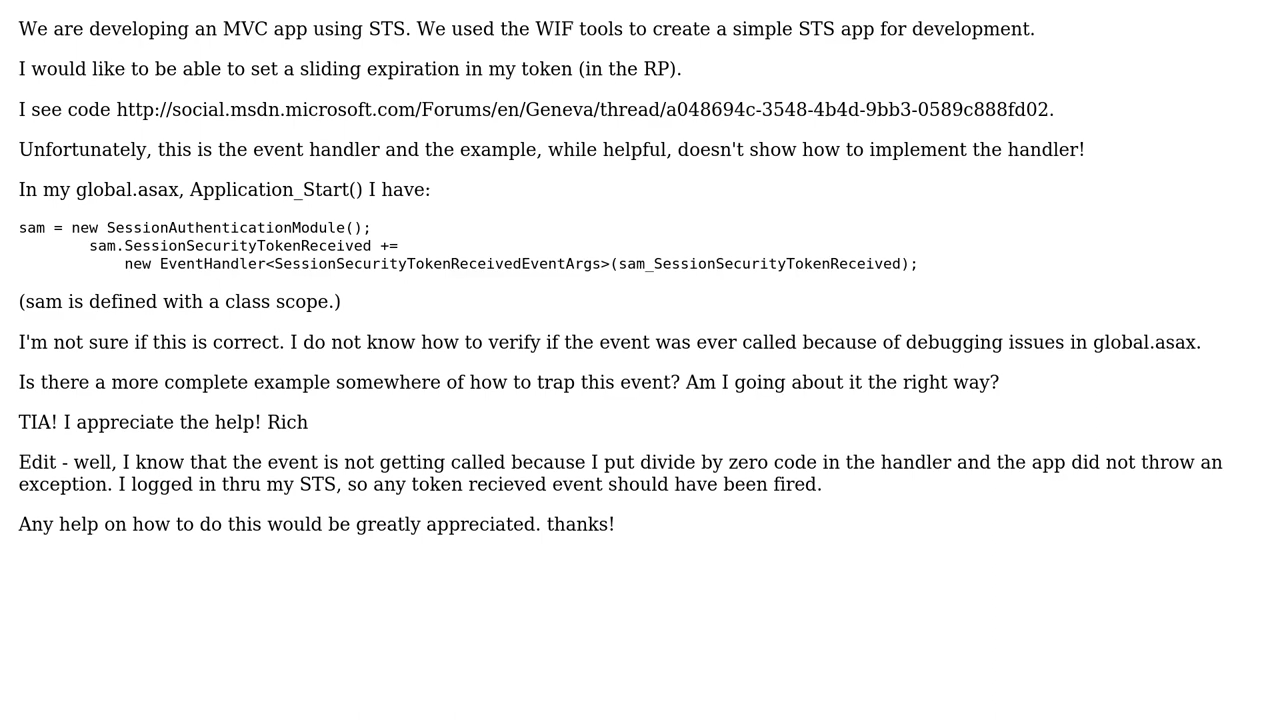 We are developing an MVC app using STS. We used the WIF tools to create a simple STS app for development.
I would like to be able to set a sliding expiration in my token (in the RP).
I see code http://social.msdn.microsoft.com/Forums/en/Geneva/thread/a048694c-3548-4b4d-9bb3-0589c888fd02.
Unfortunately, this is the event handler and the example, while helpful, doesn't show how to implement the handler!
In my global.asax, Application_Start() I have:
sam = new SessionAuthenticationModule();
        sam.SessionSecurityTokenReceived +=
            new EventHandler<SessionSecurityTokenReceivedEventArgs>(sam_SessionSecurityTokenReceived);
(sam is defined with a class scope.)
I'm not sure if this is correct. I do not know how to verify if the event was ever called because of debugging issues in global.asax.
Is there a more complete example somewhere of how to trap this event? Am I going about it the right way?
TIA! I appreciate the help! Rich
Edit - well, I know that the event is not getting called because I put divide by zero code in the handler and the app did not throw an
exception. I logged in thru my STS, so any token recieved event should have been fired.
Any help on how to do this would be greatly appreciated. thanks!